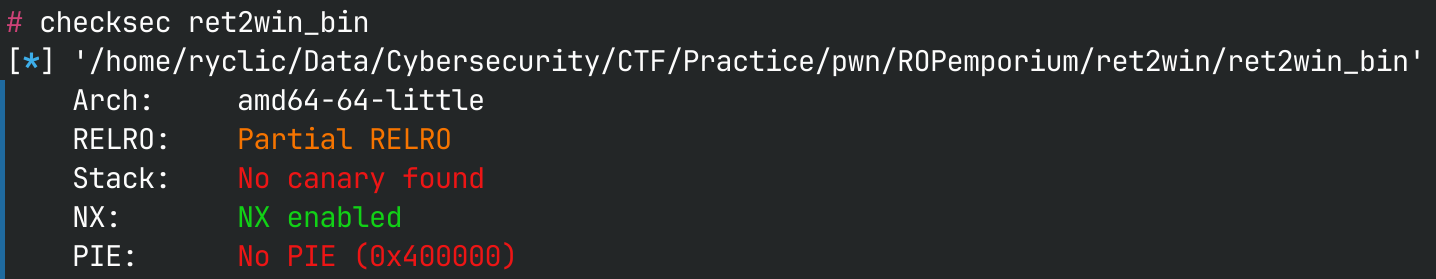 # checksec ret2win_bin
[*] '/home/ryclic/Data/Cybersecurity/CTF/Practice/pwn/ROPemporium/ret2win/ret2win_bin'
Arch: amd64-64-little
RELRO: Partial RELRO
Stack: No canary found
NX: NX enabled
PIE: No PIE (0x400000)